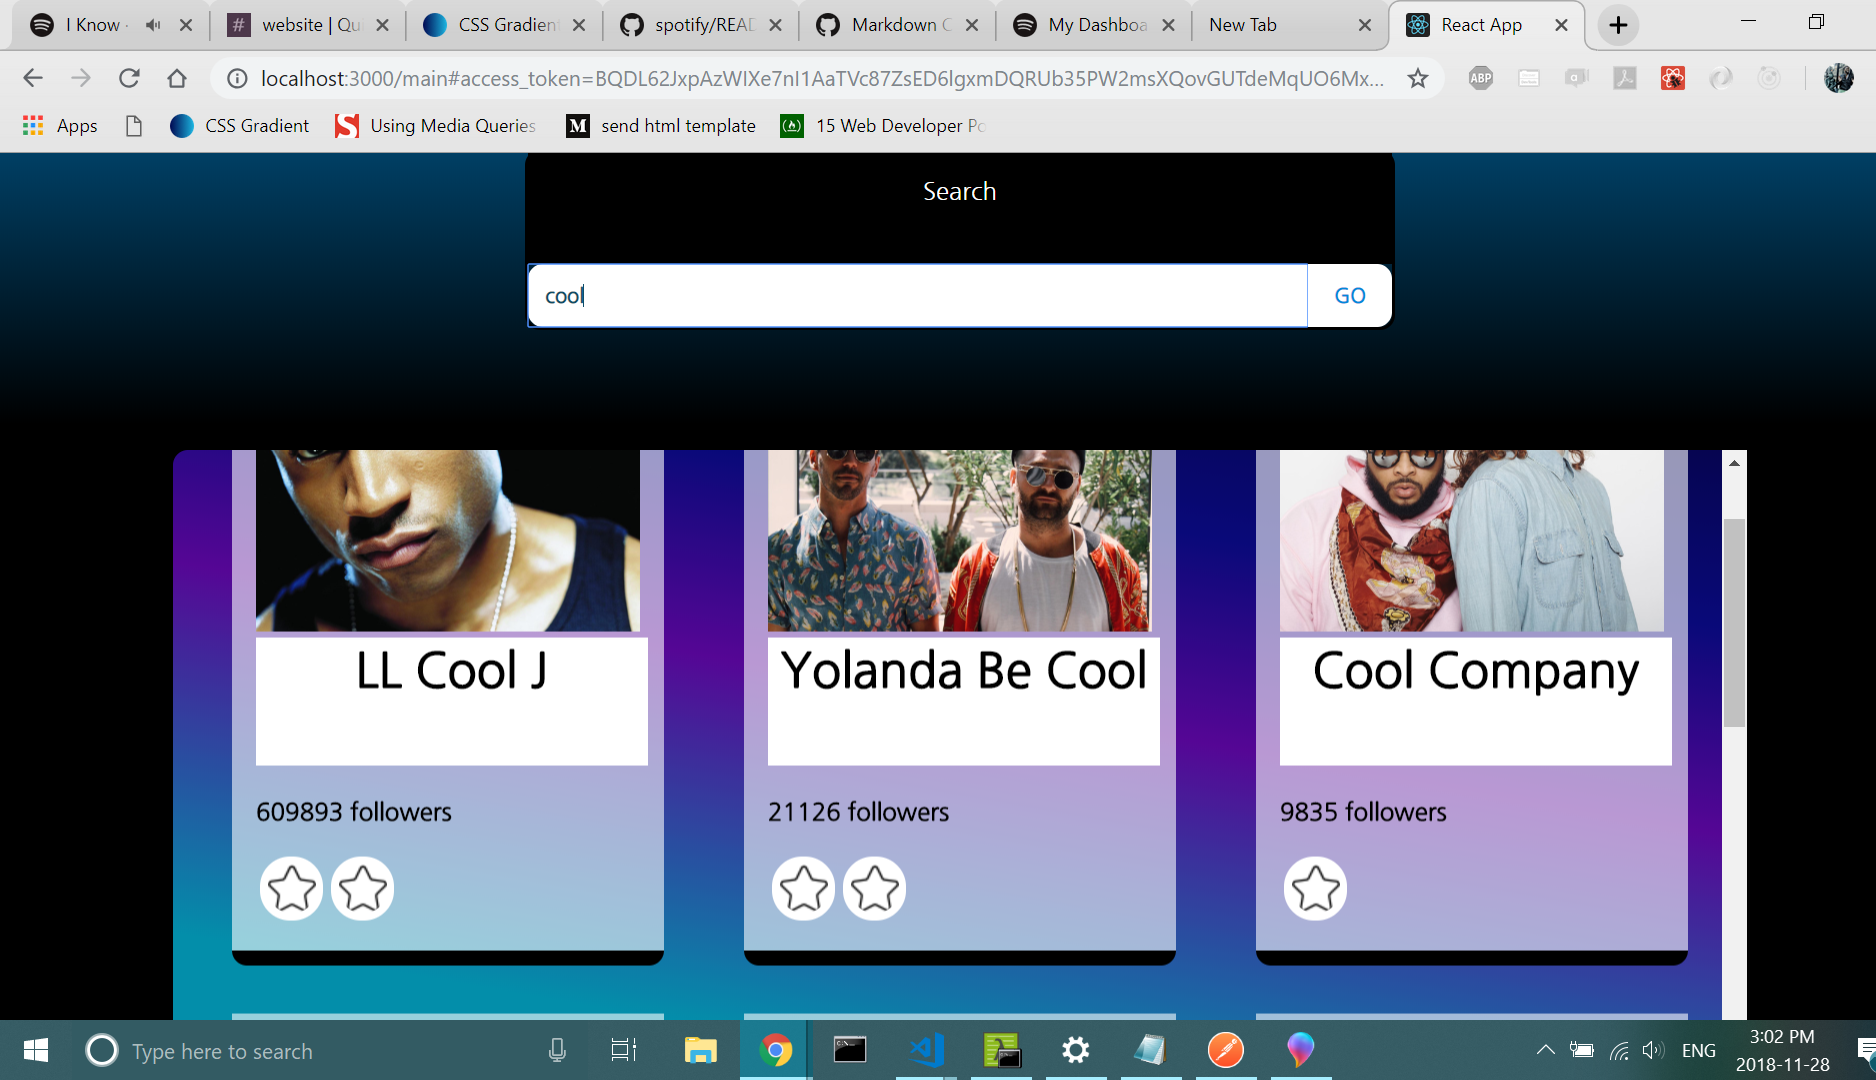 I Know
website | Qu
CSS Gradien
spotify/READ
Markdown C
My Dashboa
New Tab
React App
localhost:3000/main#access_token=BQDL62JxpAzWIXe7nI1AaTVc87ZsED6lgxmDQRUb35PW2msXQovGUTdeMqUO6Mx...
ABP
Apps
CSS Gradient
Using Media Queries
send html template
15 Web Developer Po
Search
cool
GO
LL Cool J
Yolanda Be Cool
Cool Company
609893 followers
21126 followers
9835 followers
Type here to search
ENG
3:02 PM
2018-11-28